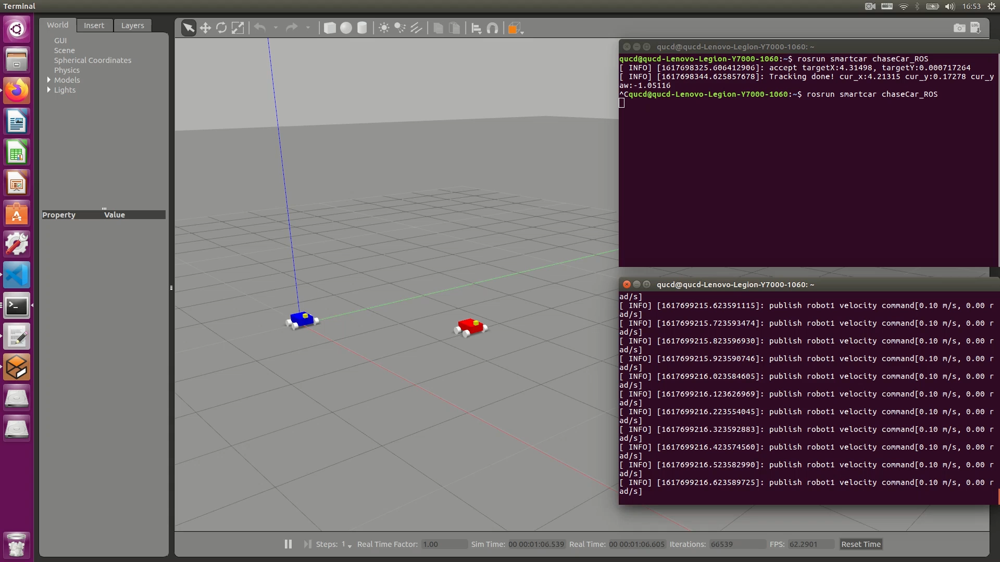 Terminal
16:53
World
Insert
Layers
GUI
Scene
Spherical Coordinates
Physics
Models
Lights
Property Value
LOG
qucd@qucd-Lenovo-Legion-Y7000-1060: ~
qucd@qucd-Lenovo-Legion-Y7000-1060:~$ rosrun smartcar chaseCar_ROS
[ INFO] [1617698325.606412906]: accept targetX:4.31498, targetY:0.000717264
[ INFO] [1617698344.625857678]: Tracking done! cur_x:4.21315 cur_y:0.17278 cur_y
aw:-1.05116
^Cqucd@qucd-Lenovo-Legion-Y7000-1060:~$ rosrun smartcar chaseCar_ROS
qucd@qucd-Lenovo-Legion-Y7000-1060: ~
ad/s]
[ INFO] [1617699215.623591115]: publish robot1 velocity command[0.10 m/s, 0.00 r
ad/s]
[ INFO] [1617699215.723593474]: publish robot1 velocity command[0.10 m/s, 0.00 r
ad/s]
[ INFO] [1617699215.823596930]: publish robot1 velocity command[0.10 m/s, 0.00 r
ad/s]
[ INFO] [1617699215.923590746]: publish robot1 velocity command[0.10 m/s, 0.00 r
ad/s]
[ INFO] [1617699216.023584605]: publish robot1 velocity command[0.10 m/s, 0.00 r
ad/s]
[ INFO] [1617699216.123626969]: publish robot1 velocity command[0.10 m/s, 0.00 r
ad/s]
[ INFO] [1617699216.223554045]: publish robot1 velocity command[0.10 m/s, 0.00 r
ad/s]
[ INFO] [1617699216.323592883]: publish robot1 velocity command[0.10 m/s, 0.00 r
ad/s]
[ INFO] [1617699216.423574560]: publish robot1 velocity command[0.10 m/s, 0.00 r
ad/s]
[ INFO] [1617699216.523582990]: publish robot1 velocity command[0.10 m/s, 0.00 r
ad/s]
[ INFO] [1617699216.623589725]: publish robot1 velocity command[0.10 m/s, 0.00 r
ad/s]
Steps: 1 Real Time Factor: 1.00 Sim Time: 00 00:01:06.539 Real Time: 00 00:01:06.605 Iterations: 66539 FPS: 62.2901 Reset Time